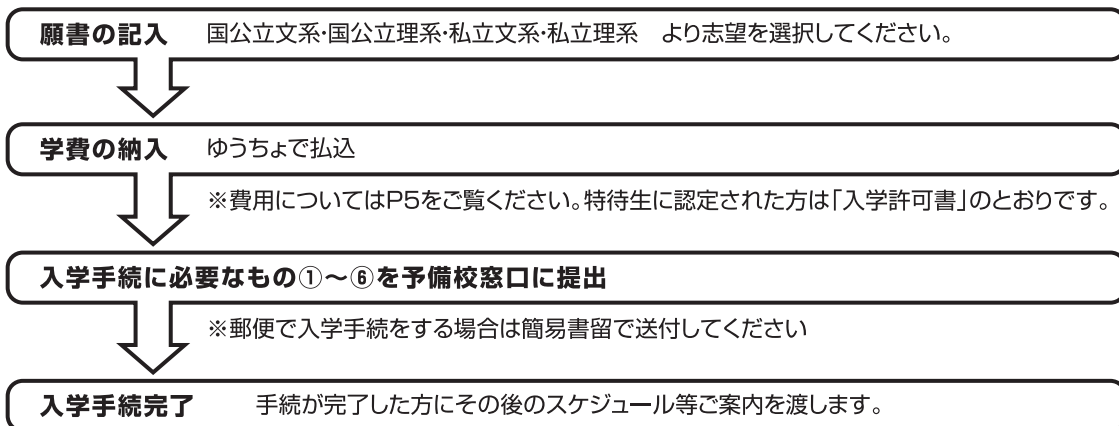 願書の記入 国公立文系・国公立理系・私立文系・私立理系 より志望を選択してください。
学費の納入 ゆうちょで払込
※費用についてはP5をご覧ください。特待生に認定された方は「入学許可書」のとおりです。
入学手続に必要なもの①～⑥を予備校窓口に提出
※郵便で入学手続をする場合は簡易書留で送付してください
入学手続完了 手続が完了した方にその後のスケジュール等ご案内を渡します。